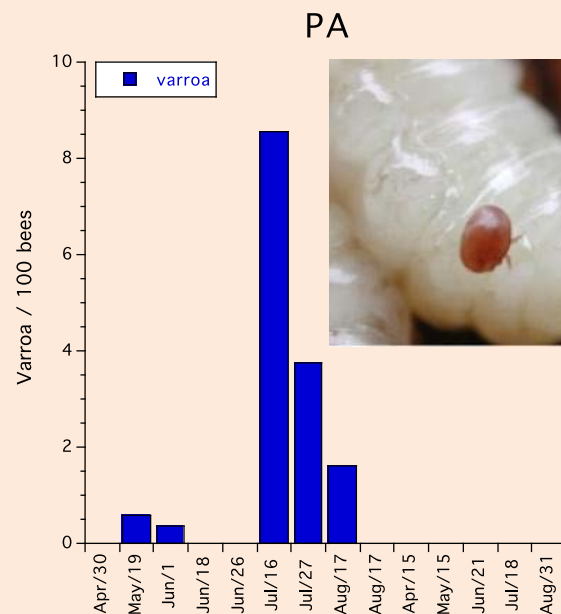 PA
varroa
Varroa / 100 bees
10
8
6
4
2
0
Apr/30
May/19
Jun/1
Jun/18
Jun/26
Jul/16
Jul/27
Aug/17
Aug/17
Apr/15
May/15
Jun/21
Jul/18
Aug/31